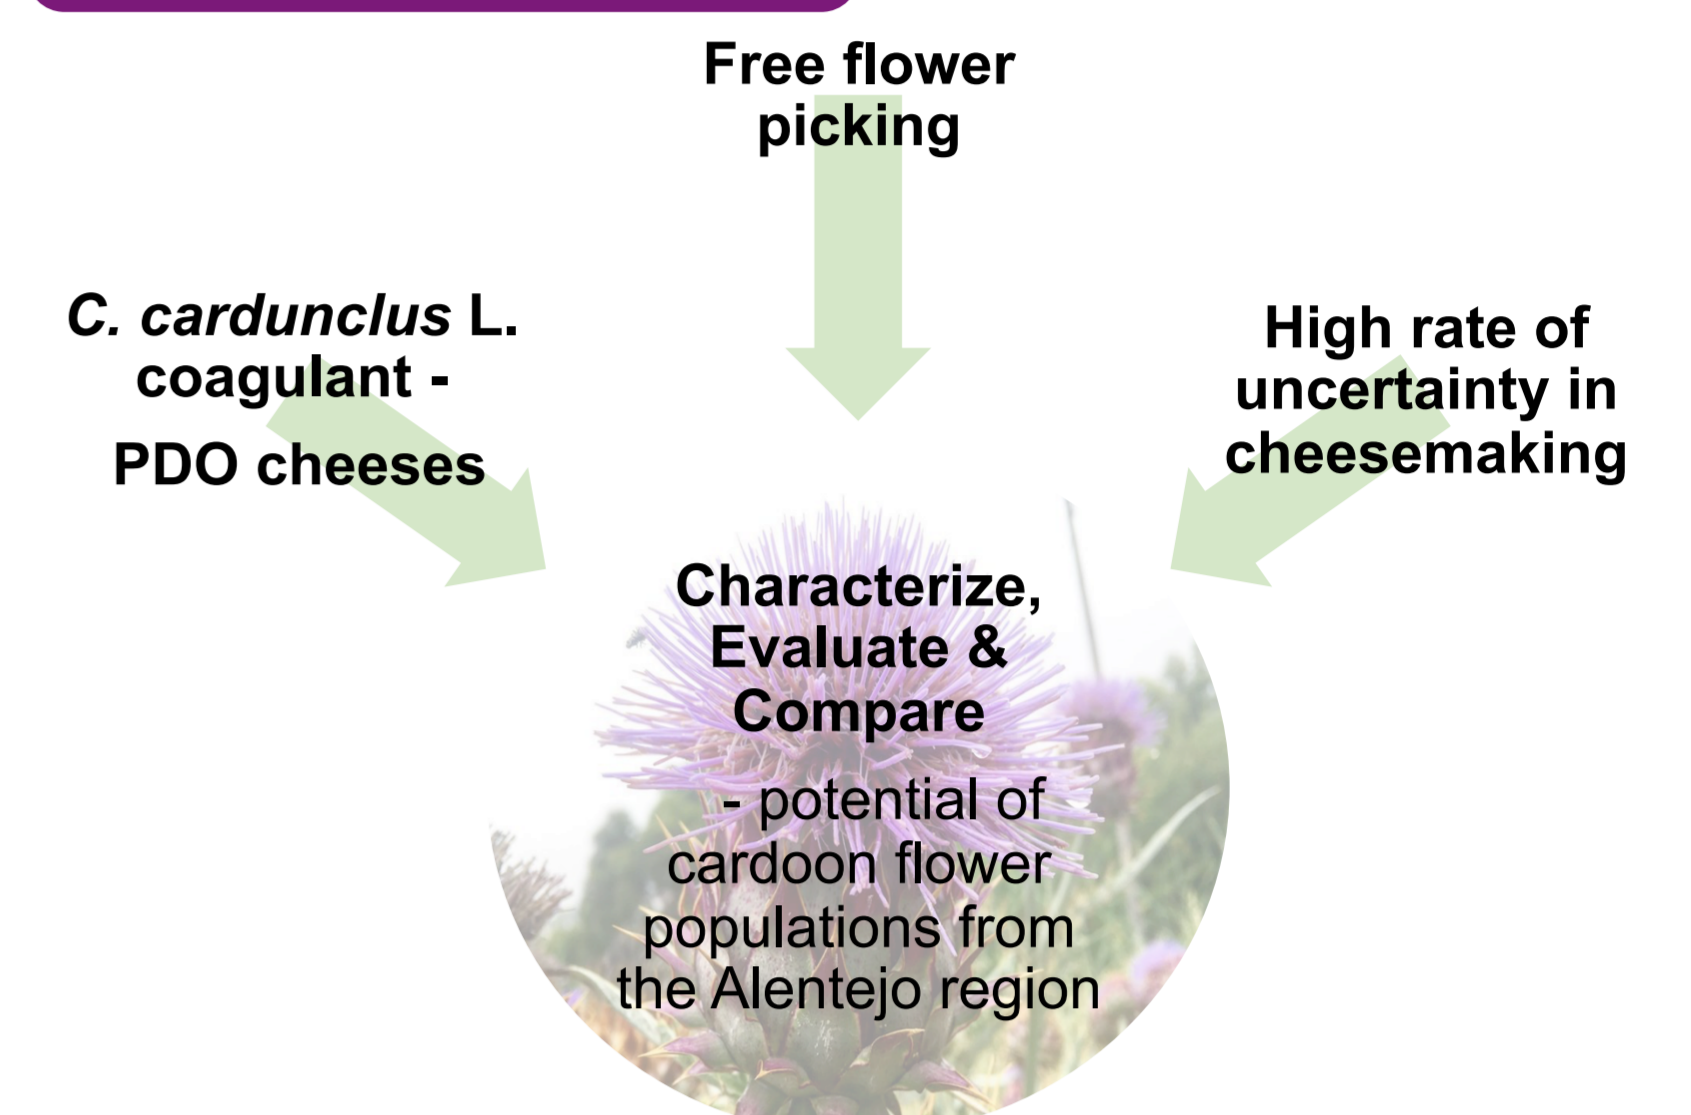 Free flower
picking
C. cardunclus L.
coagulant -
PDO cheeses
High rate of
uncertainty in
cheesemaking
Characterize,
Evaluate &
Compare
- potential of
cardoon flower
populations from
the Alentejo region